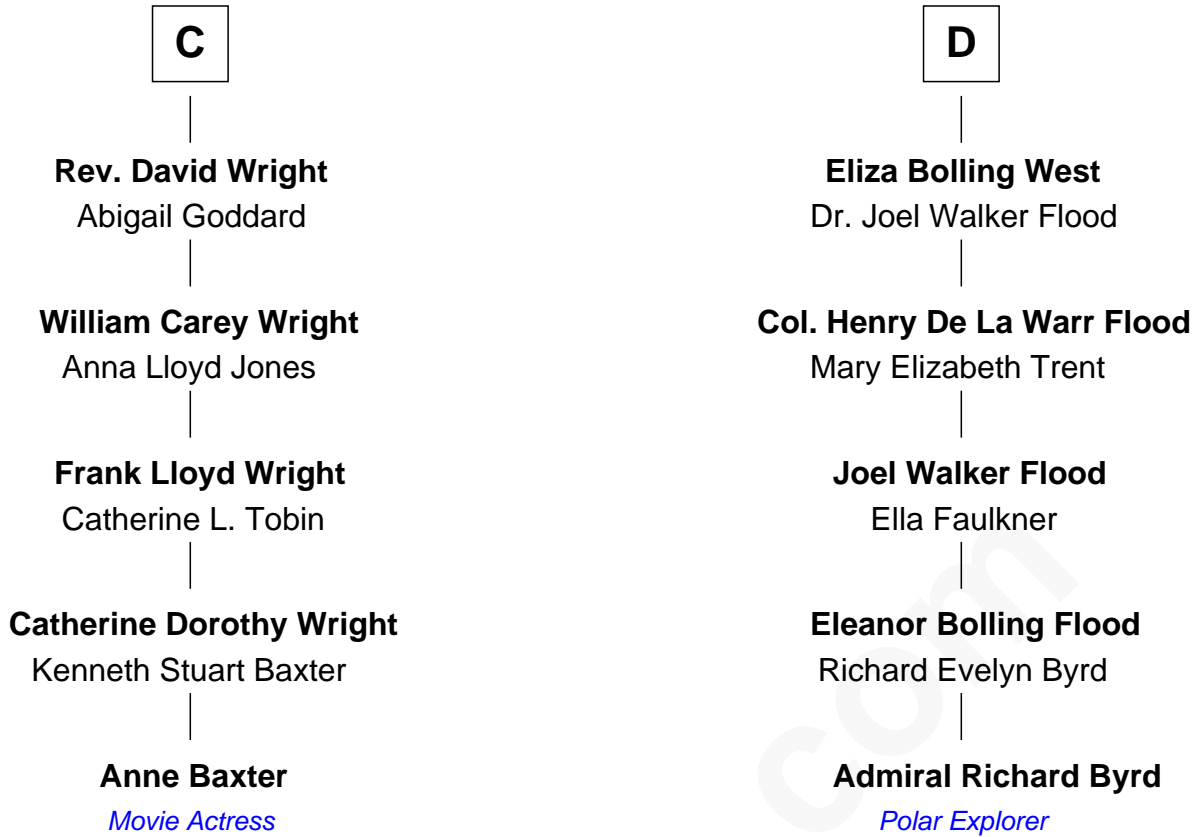 C
Rev. David Wright
Abigail Goddard
William Carey Wright
Anna Lloyd Jones
Frank Lloyd Wright
Catherine L. Tobin
Catherine Dorothy Wright
Kenneth Stuart Baxter
Anne Baxter
Movie Actress
D
Eliza Bolling West
Dr. Joel Walker Flood
Col. Henry De La Warr Flood
Mary Elizabeth Trent
Joel Walker Flood
Ella Faulkner
Eleanor Bolling Flood
Richard Evelyn Byrd
Admiral Richard Byrd
Polar Explorer
com